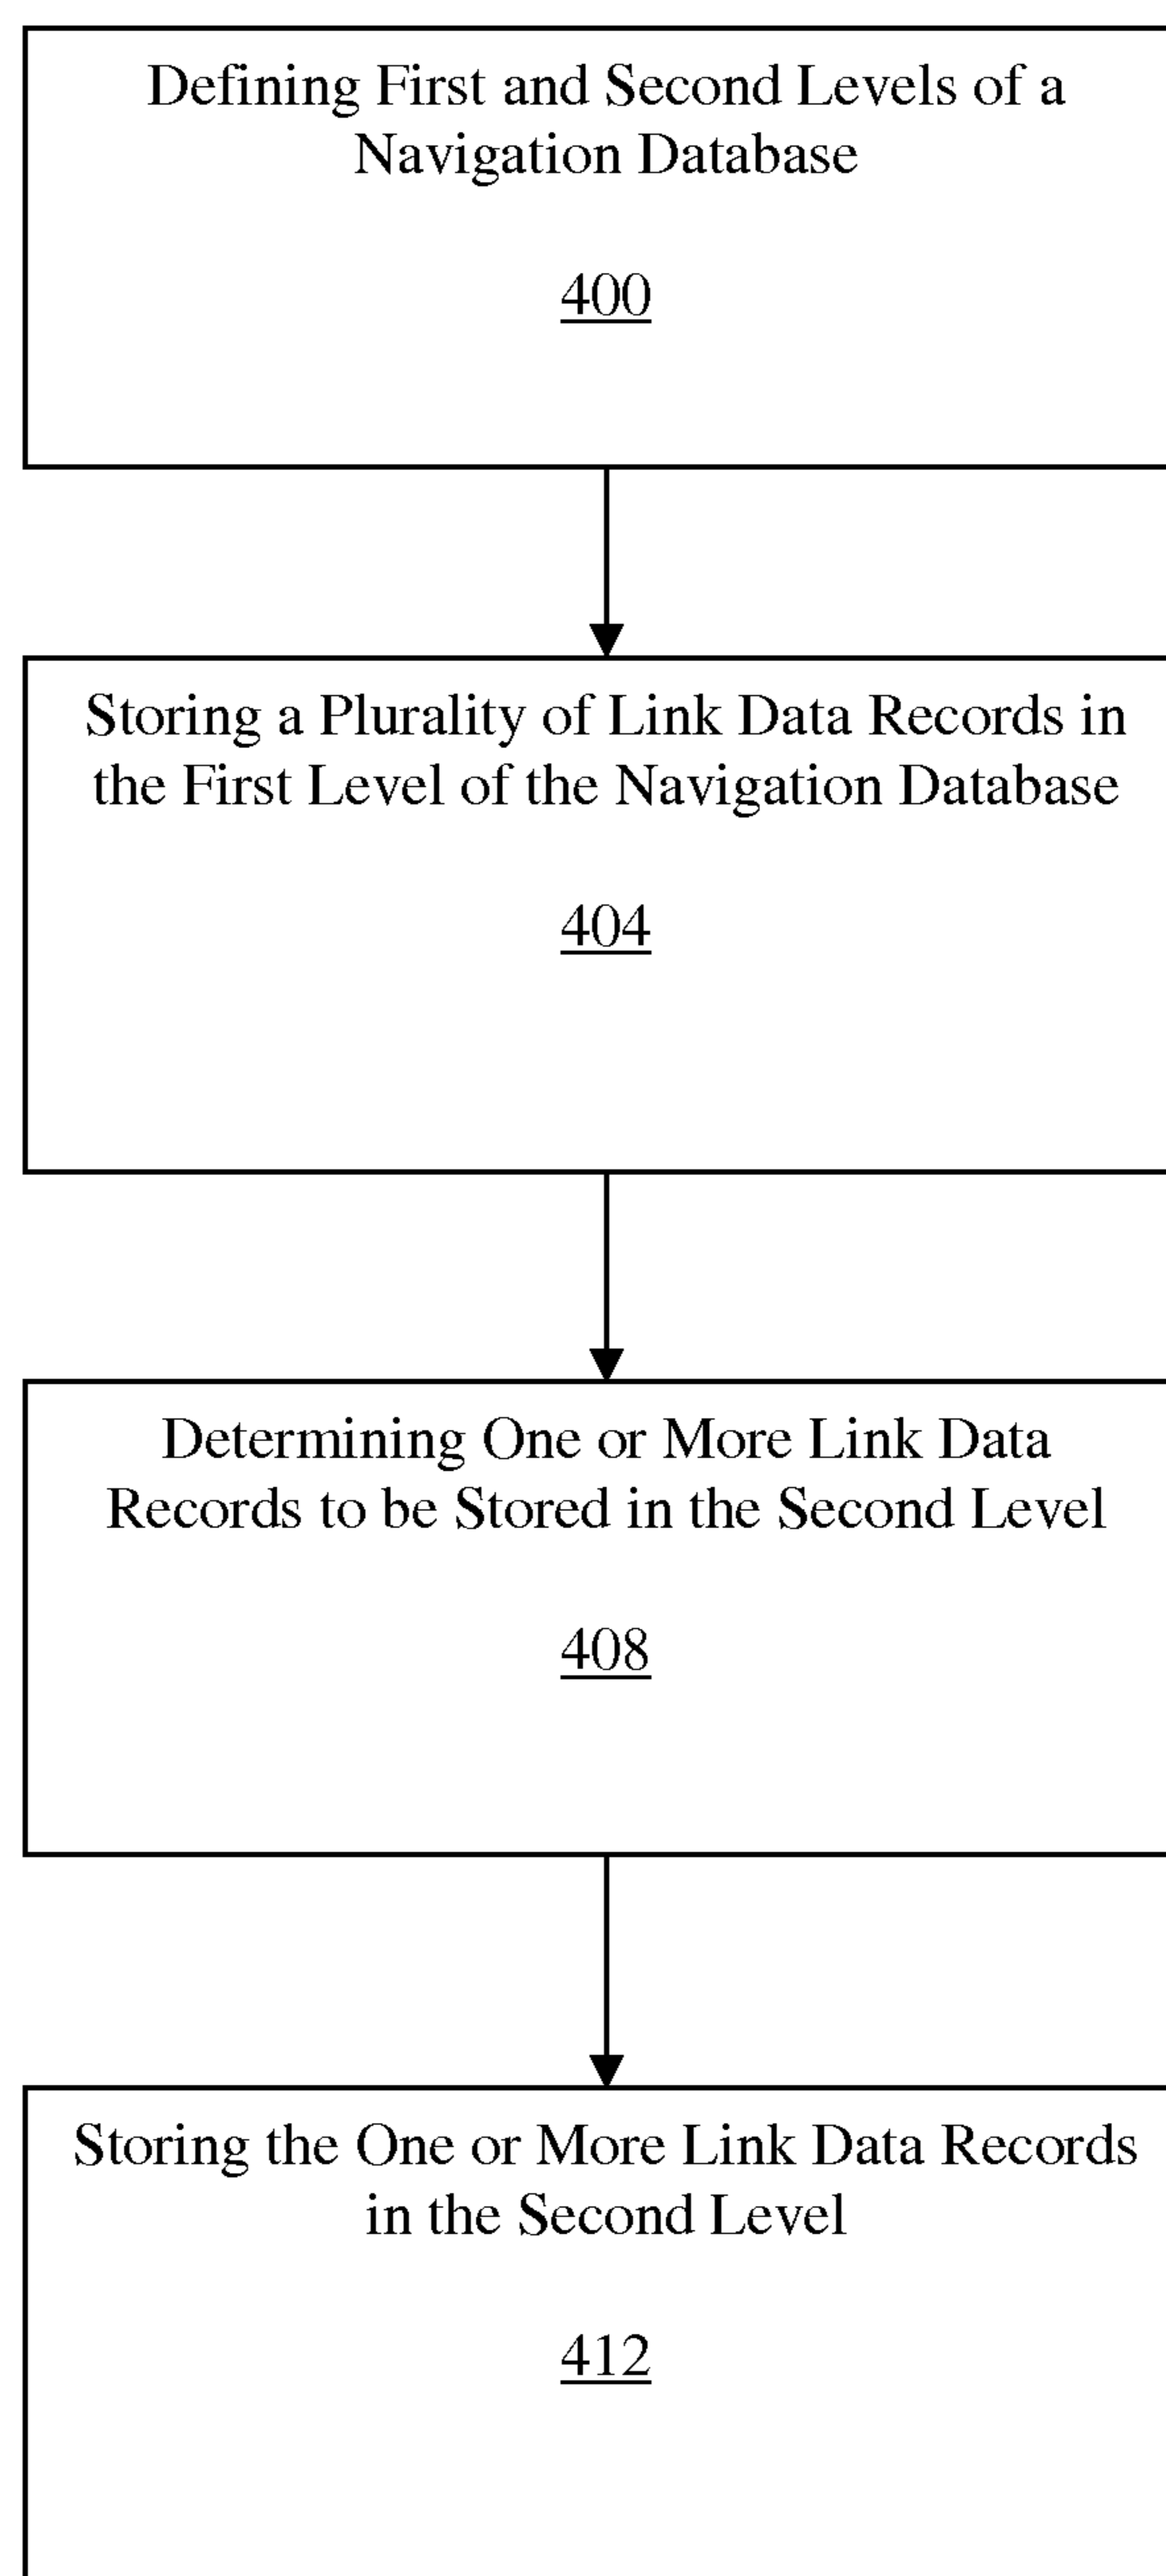 Defining First and Second Levels of a
Navigation Database
400
Storing a Plurality of Link Data Records in
the First Level of the Navigation Database
404
Determining One or More Link Data
Records to be Stored in the Second Level
408
Storing the One or More Link Data Records
in the Second Level
412